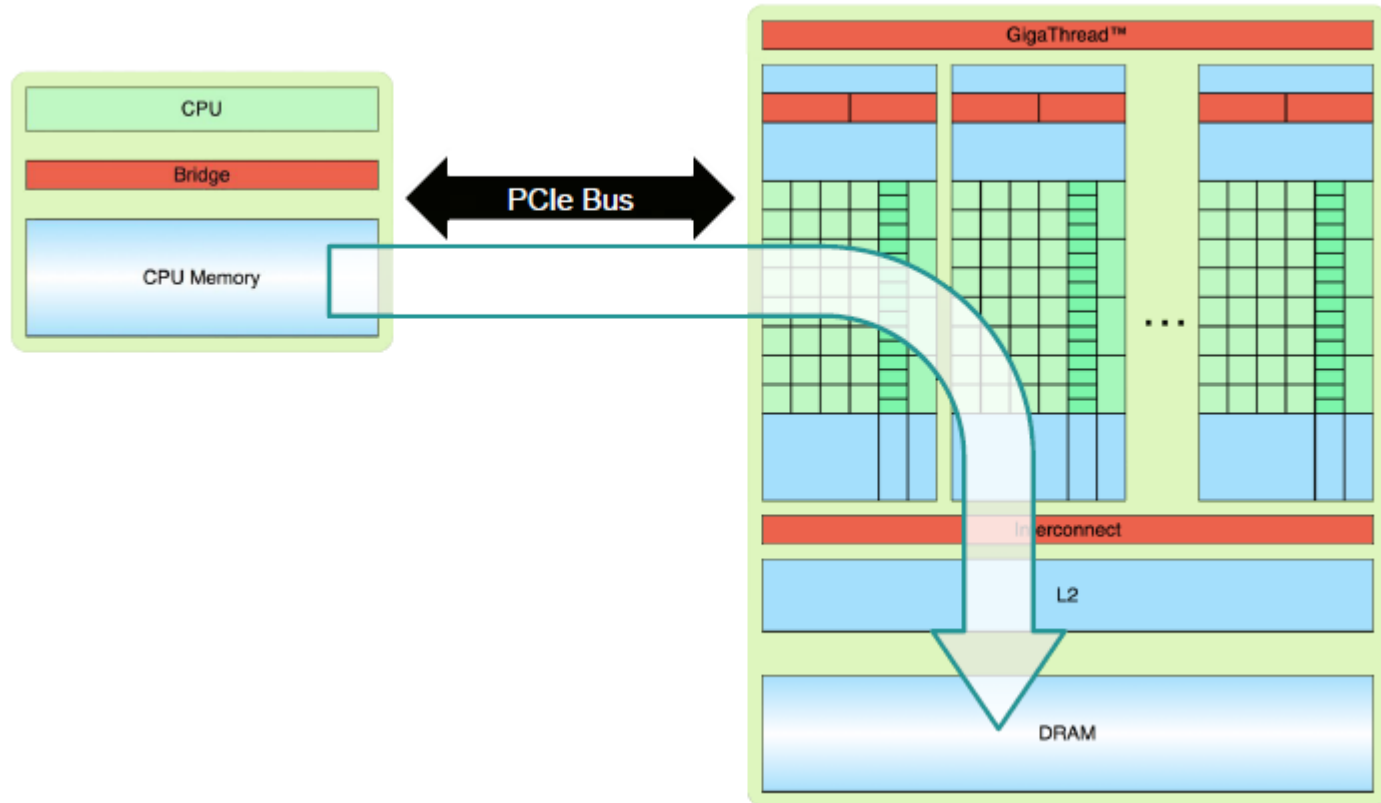 GigaThread™
CPU
Bridge
PCIe Bus
CPU Memory
...
Interconnect
L2
DRAM